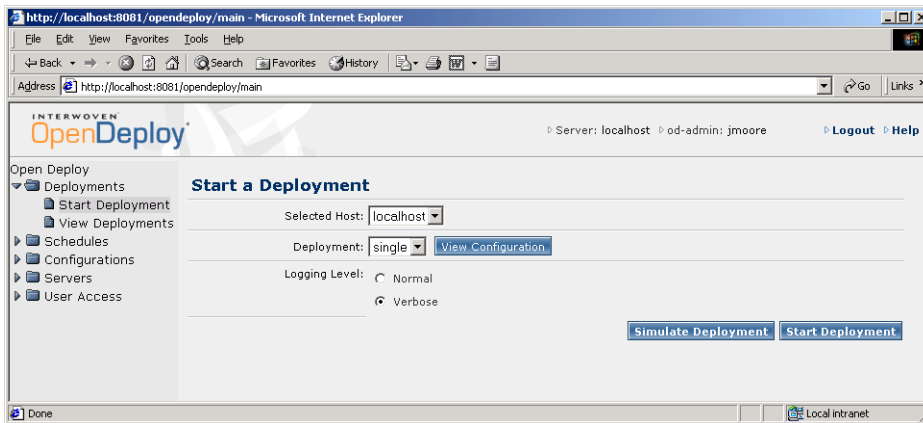 http://localhost:8081/opendeploy/main - Microsoft Internet Explorer
File Edit View Favorites Tools Help
Back Search Favorites History
Address http://localhost:8081/opendeploy/main Go Links »
INTERWOVEN
OpenDeploy
Server: localhost od-admin: jmoore Logout Help
Open Deploy
Deployments
Start Deployment
View Deployments
Schedules
Configurations
Servers
User Access
Start a Deployment
Selected Host: localhost
Deployment: single View Configuration
Logging Level: Normal
Verbose
Simulate Deployment Start Deployment
Done Local intranet